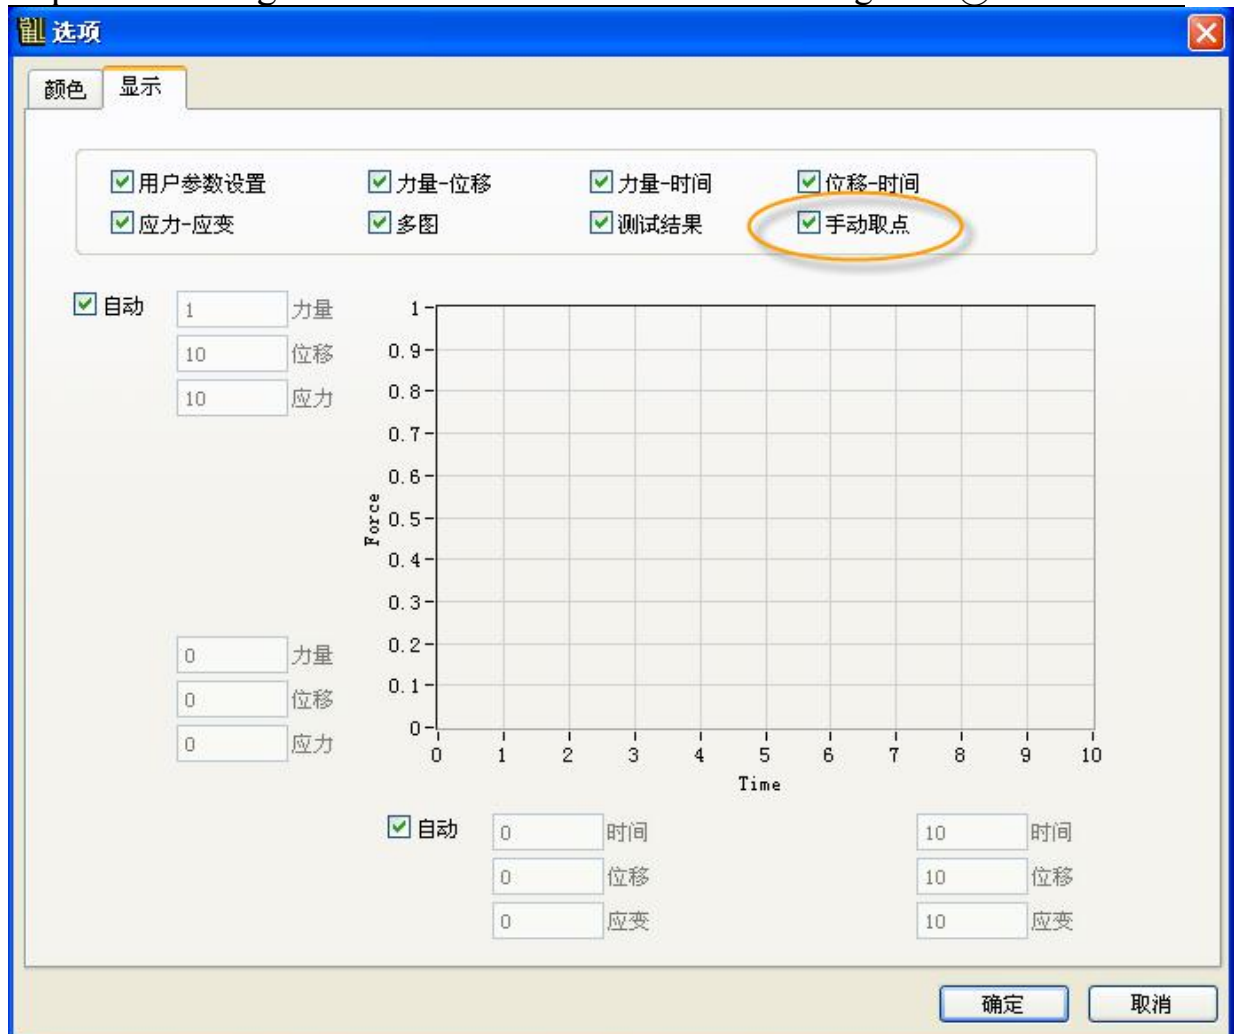 选项
颜色 显示
用户参数设置 力量-位移 力量-时间 位移-时间
应力-应变 多图 测试结果 手动取点
自动 1 力量
10 位移
10 应力
1
0.9
0.8
0.7
0.6
0.5
0.4
0.3
0.2
0.1
0
Force
0 力量
0 位移
0 应力
0 1 2 3 4 5 6 7 8 9 10
Time
自动 0 时间 10 时间
0 位移 10 位移
0 应变 10 应变
确定 取消